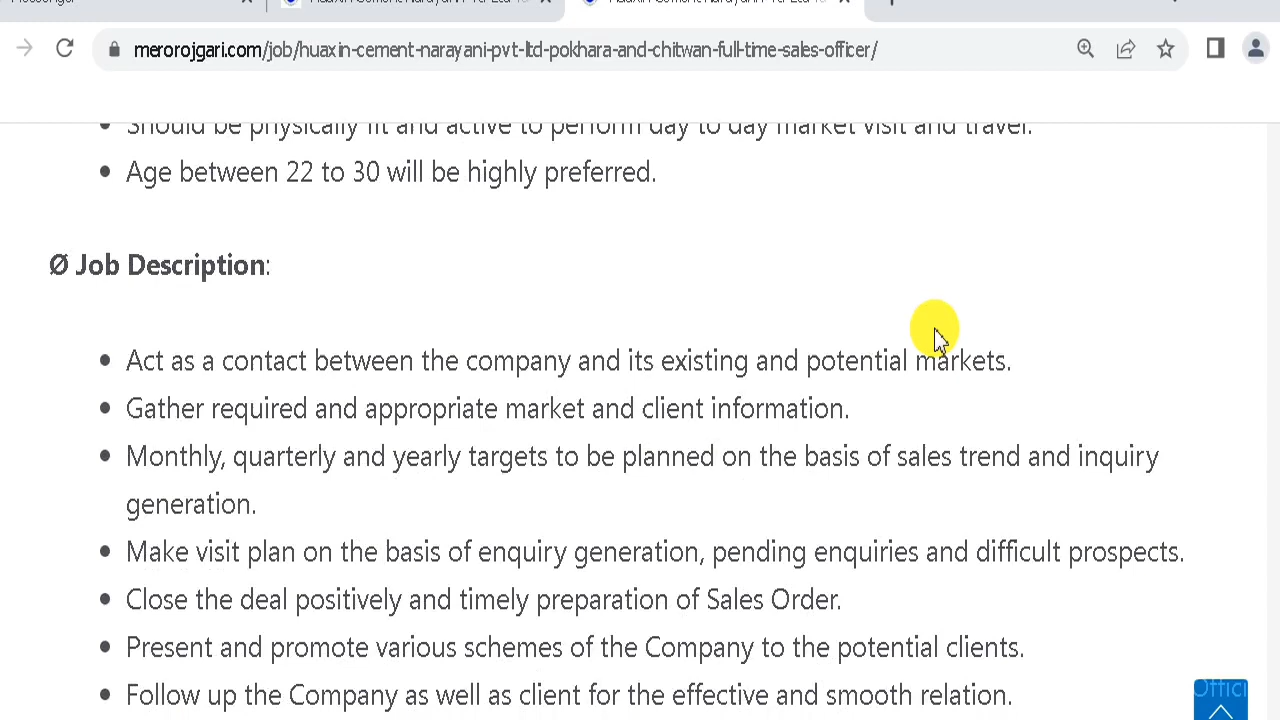 merorojgari.com/job/huaxin-cement-narayani-pvt-ltd-pokhara-and-chitwan-full-time-sales-officer/
Should be physically fit and active to perform day to day market visit and travel.
• Age between 22 to 30 will be highly preferred.
Ø Job Description:
• Act as a contact between the company and its existing and potential markets.
• Gather required and appropriate market and client information.
• Monthly, quarterly and yearly targets to be planned on the basis of sales trend and inquiry
generation.
• Make visit plan on the basis of enquiry generation, pending enquiries and difficult prospects.
• Close the deal positively and timely preparation of Sales Order.
• Present and promote various schemes of the Company to the potential clients.
• Follow up the Company as well as client for the effective and smooth relation.